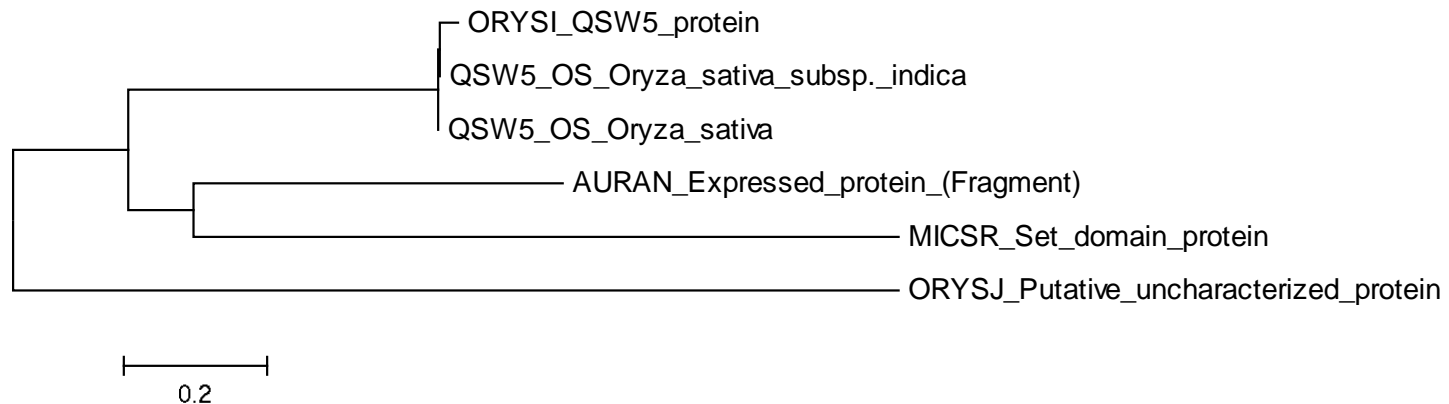 ORYSI_QSW5_protein
QSW5_OS_Oryza_sativa_subsp._indica
QSW5_OS_Oryza_sativa
AURAN_Expressed_protein_(Fragment)
MICSR_Set_domain_protein
ORYSJ_Putative_uncharacterized_protein
0.2